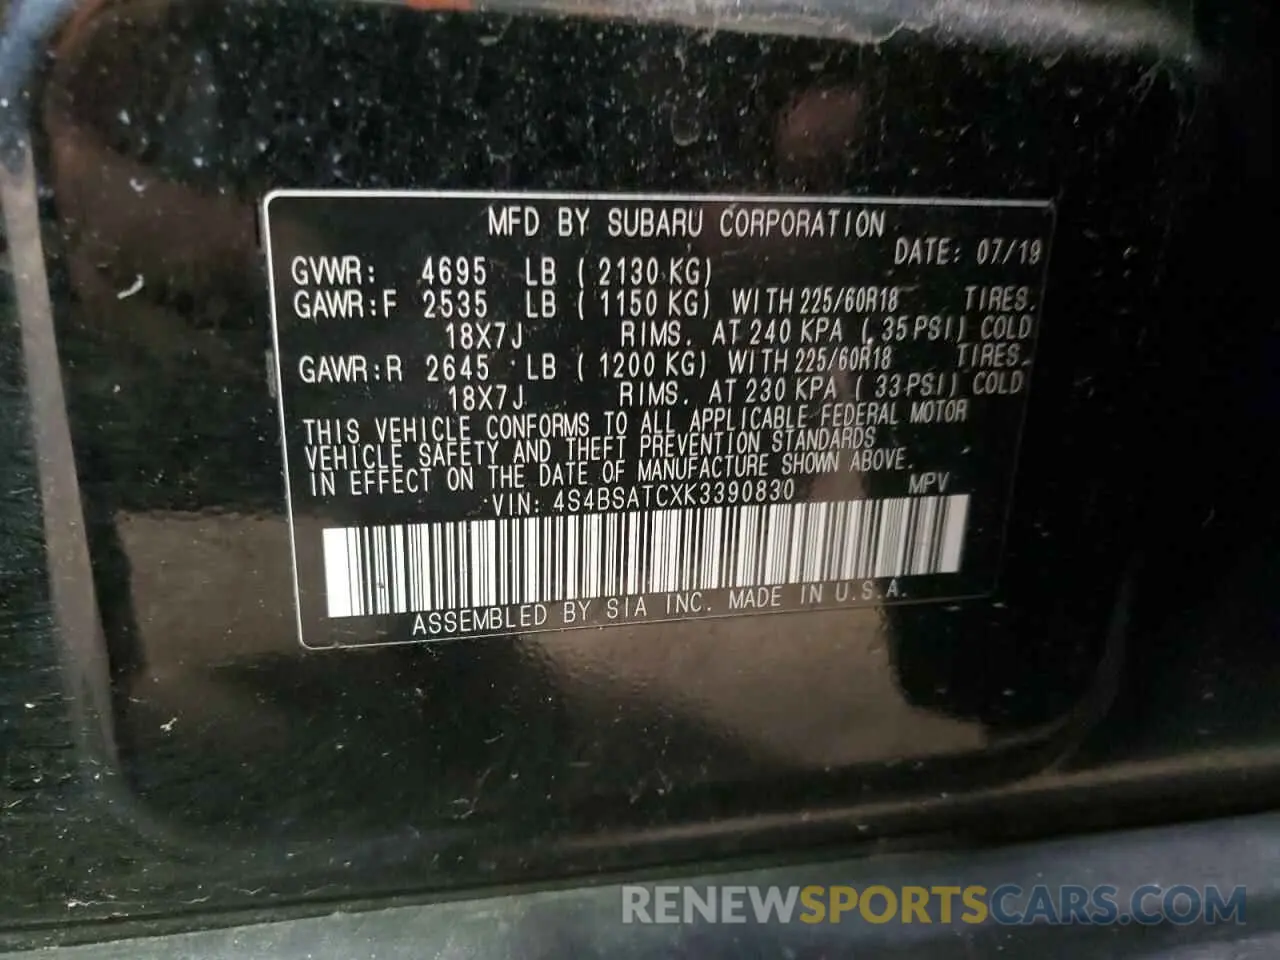 MFD BY SUBARU CORPORATION
DATE: 07/19
GVWR: 4695 LB ( 2130 KG)
GAWR:F 2535 LB ( 1150 KG) WITH 225/60R18 TIRES.
18X7J RIMS. AT 240 KPA ( 35 PSI) COLD
GAWR:R 2645 LB ( 1200 KG) WITH 225/60R18 TIRES.
18X7J RIMS. AT 230 KPA ( 33 PSI) COLD
THIS VEHICLE CONFORMS TO ALL APPLICABLE FEDERAL MOTOR
VEHICLE SAFETY AND THEFT PREVENTION STANDARDS
IN EFFECT ON THE DATE OF MANUFACTURE SHOWN ABOVE.
VIN: 4S4BSATCXK3390830 MPV
ASSEMBLED BY SIA INC. MADE IN U.S.A.
RENEWSPORTSCARS.COM